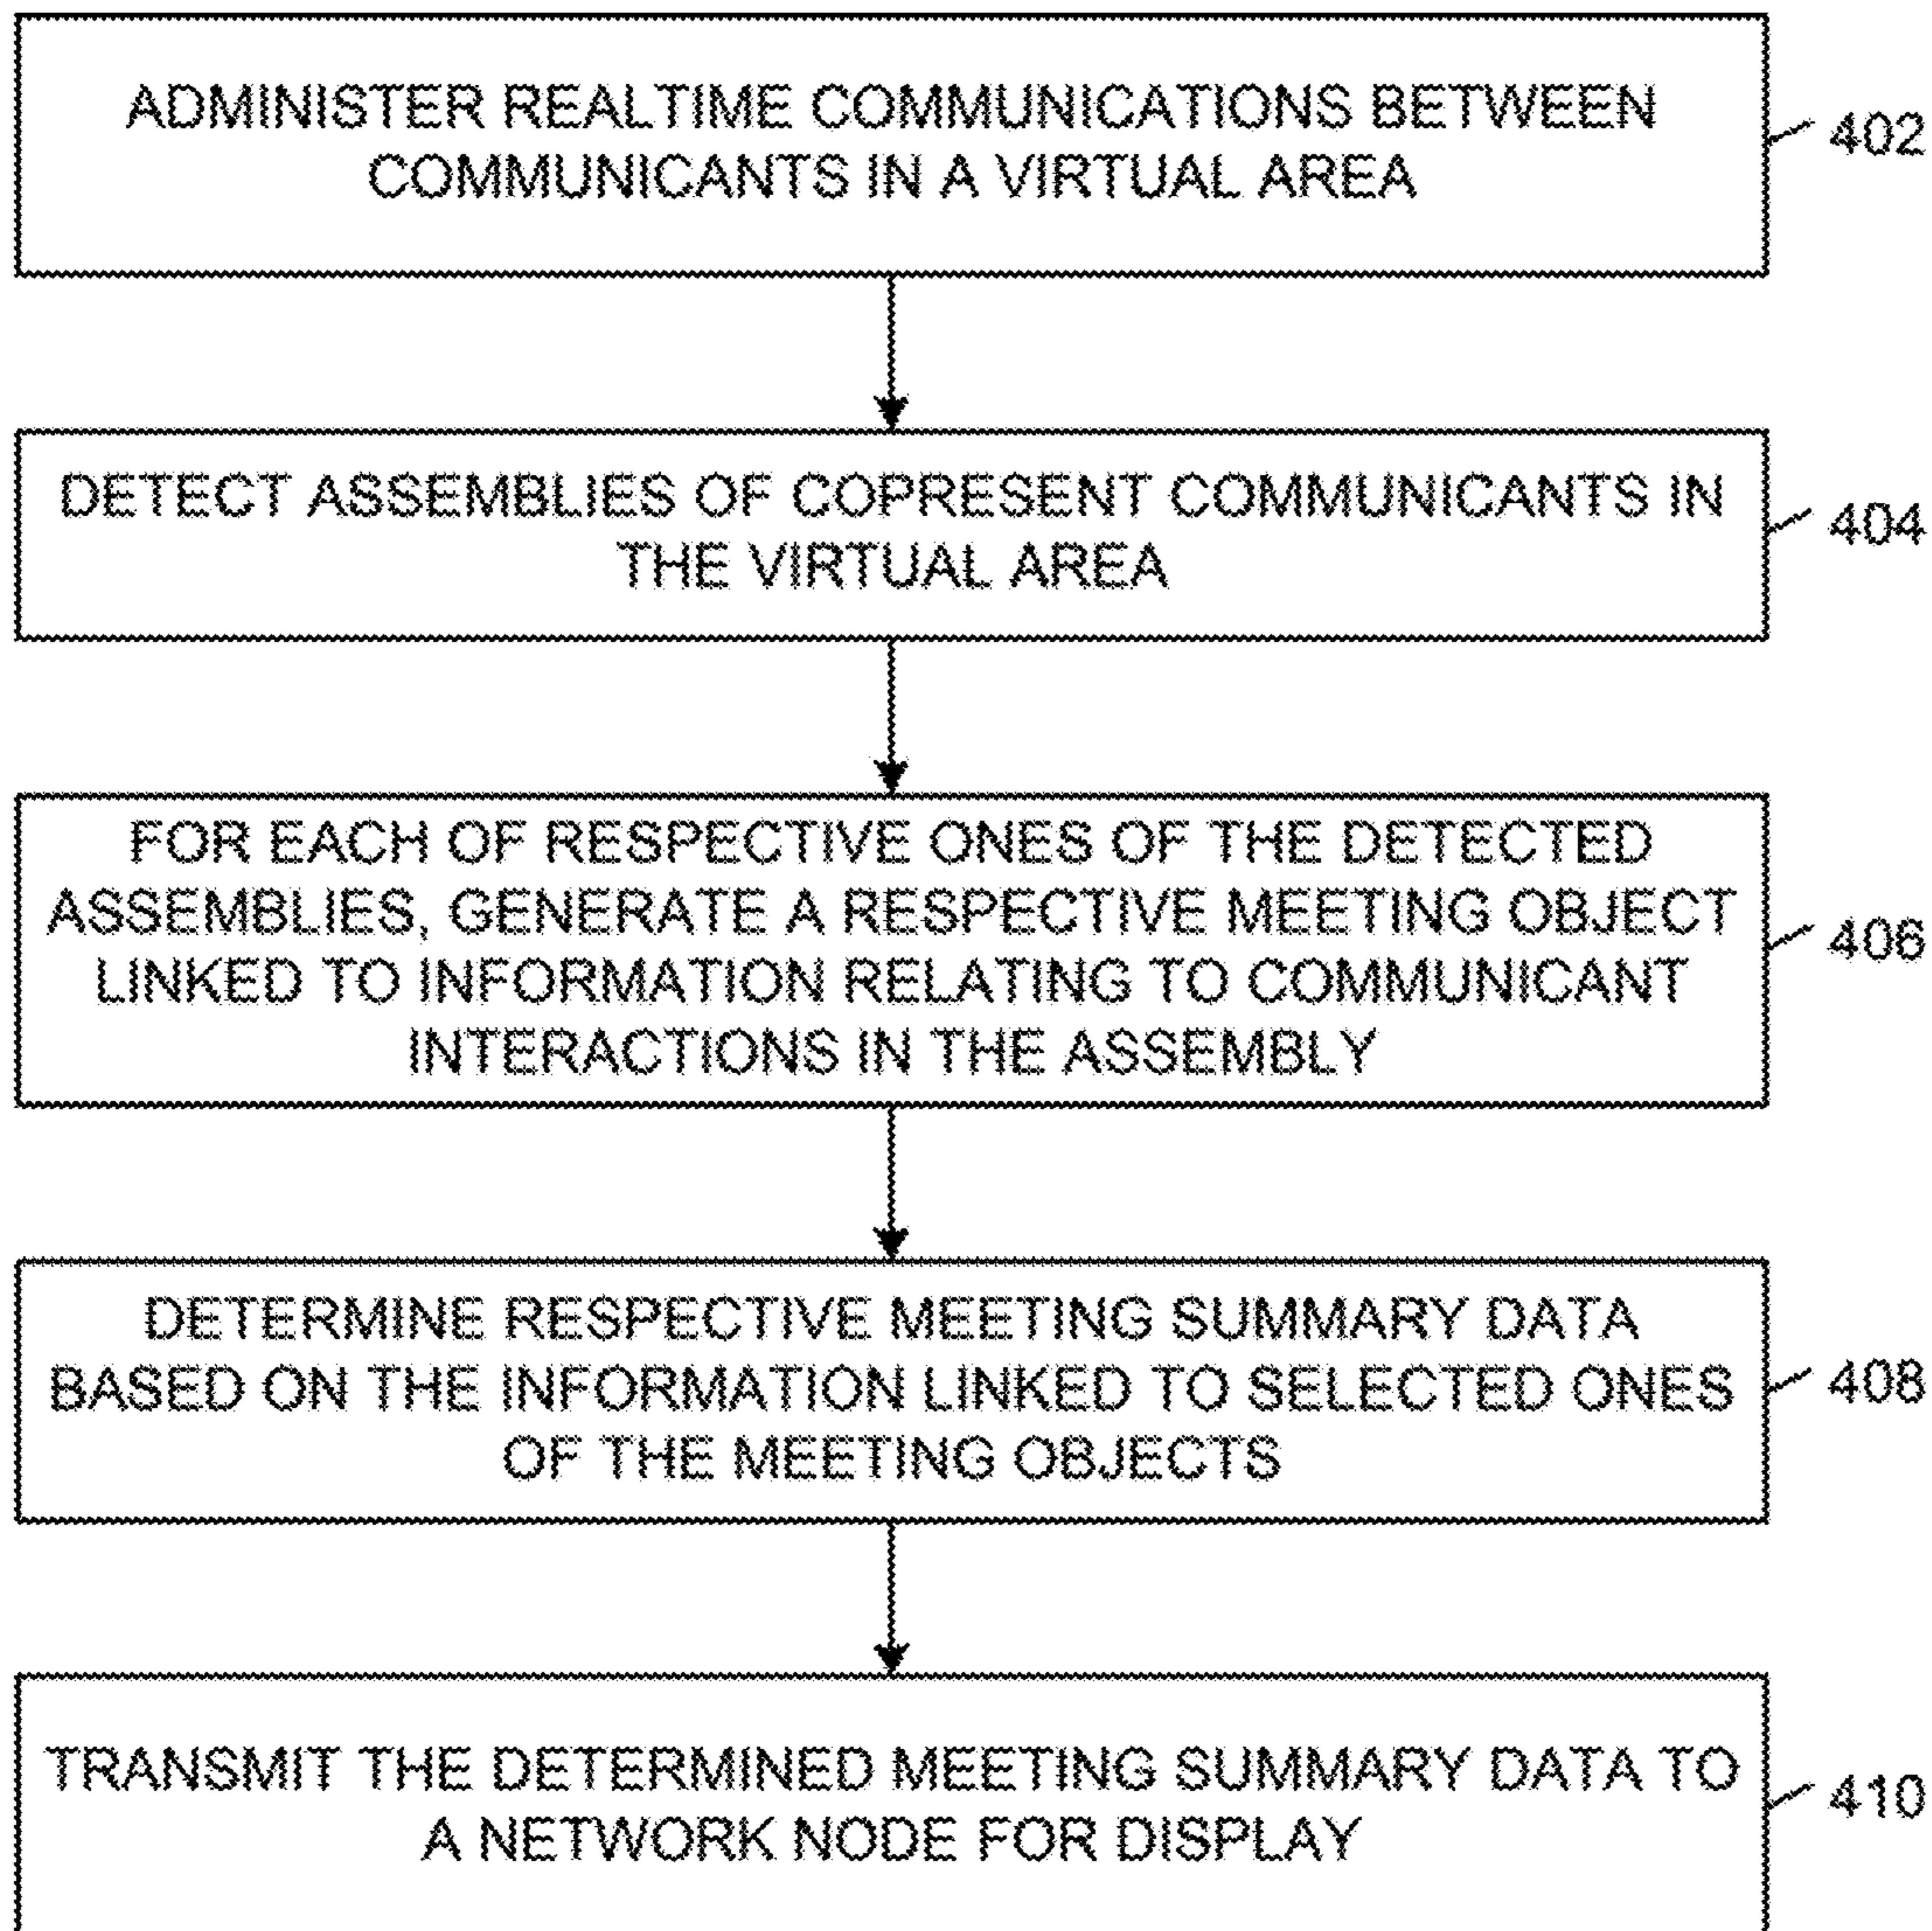 ADMINISTER REALTIME COMMUNICATIONS BETWEEN
COMMUNICANTS IN A VIRTUAL AREA
402
DETECT ASSEMBLIES OF COPRESENT COMMUNICANTS IN
THE VIRTUAL AREA
404
FOR EACH OF RESPECTIVE ONES OF THE DETECTED
ASSEMBLIES, GENERATE A RESPECTIVE MEETING OBJECT
LINKED TO INFORMATION RELATING TO COMMUNICANT
INTERACTIONS IN THE ASSEMBLY
406
DETERMINE RESPECTIVE MEETING SUMMARY DATA
BASED ON THE INFORMATION LINKED TO SELECTED ONES
OF THE MEETING OBJECTS
408
TRANSMIT THE DETERMINED MEETING SUMMARY DATA TO
A NETWORK NODE FOR DISPLAY
410